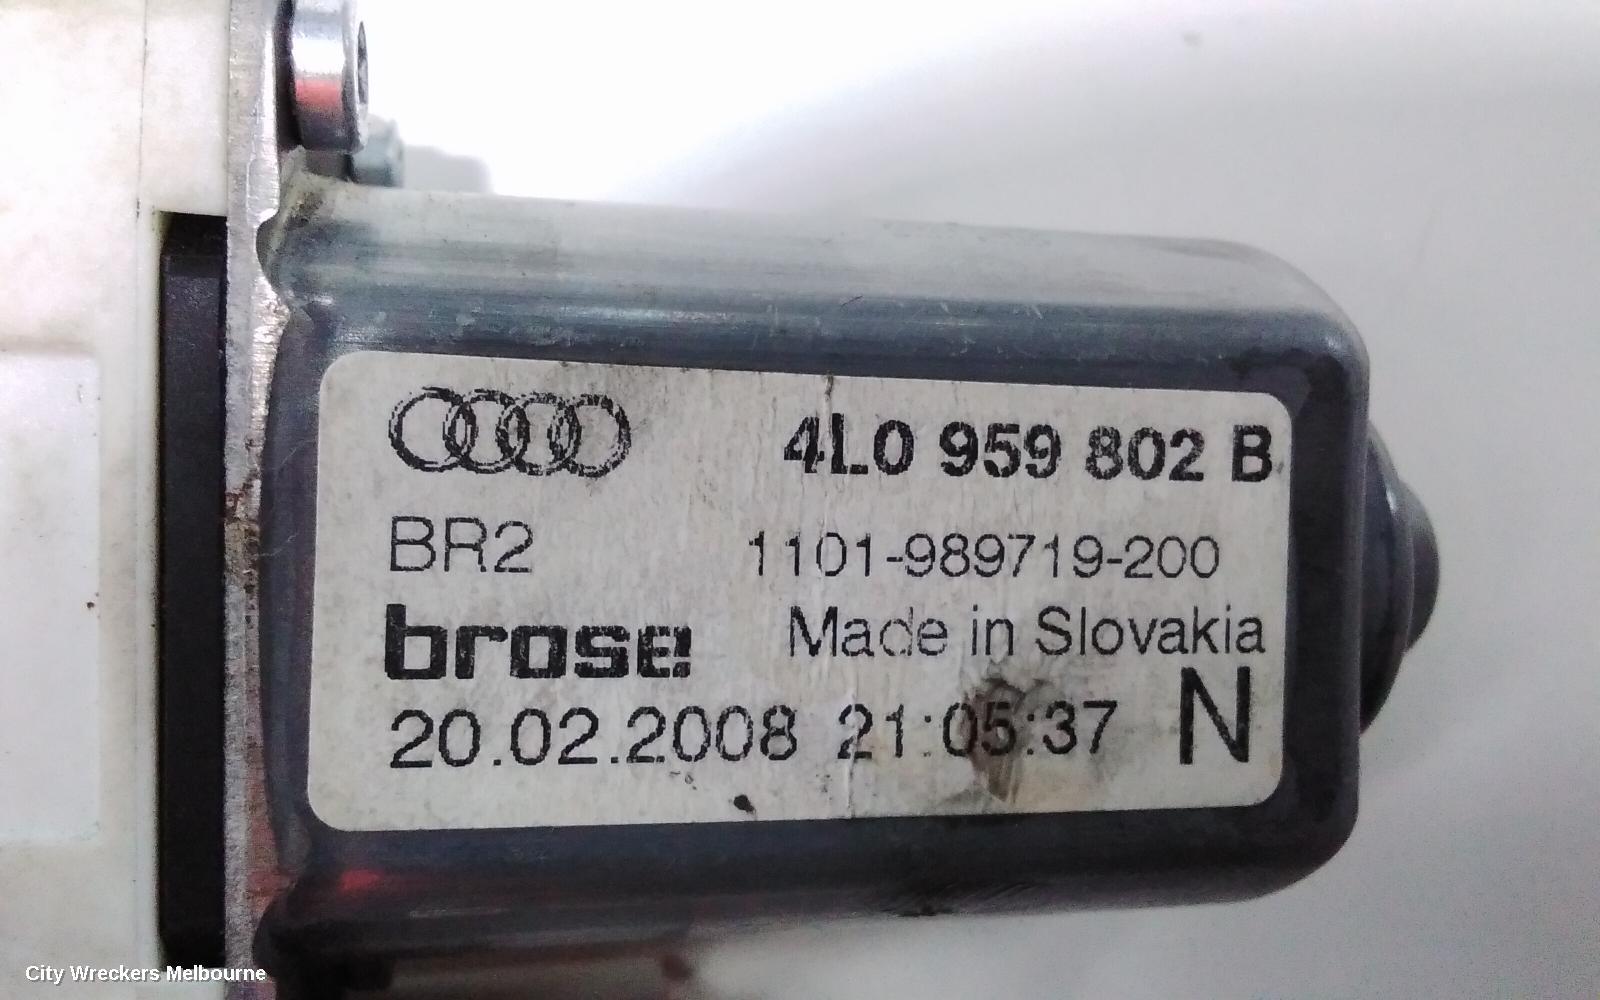 4L0 959 802 B
BR2 1101-989719-200
brose Made in Slovakia
20.02.2008 21:05:37 N
City Wreckers Melbourne